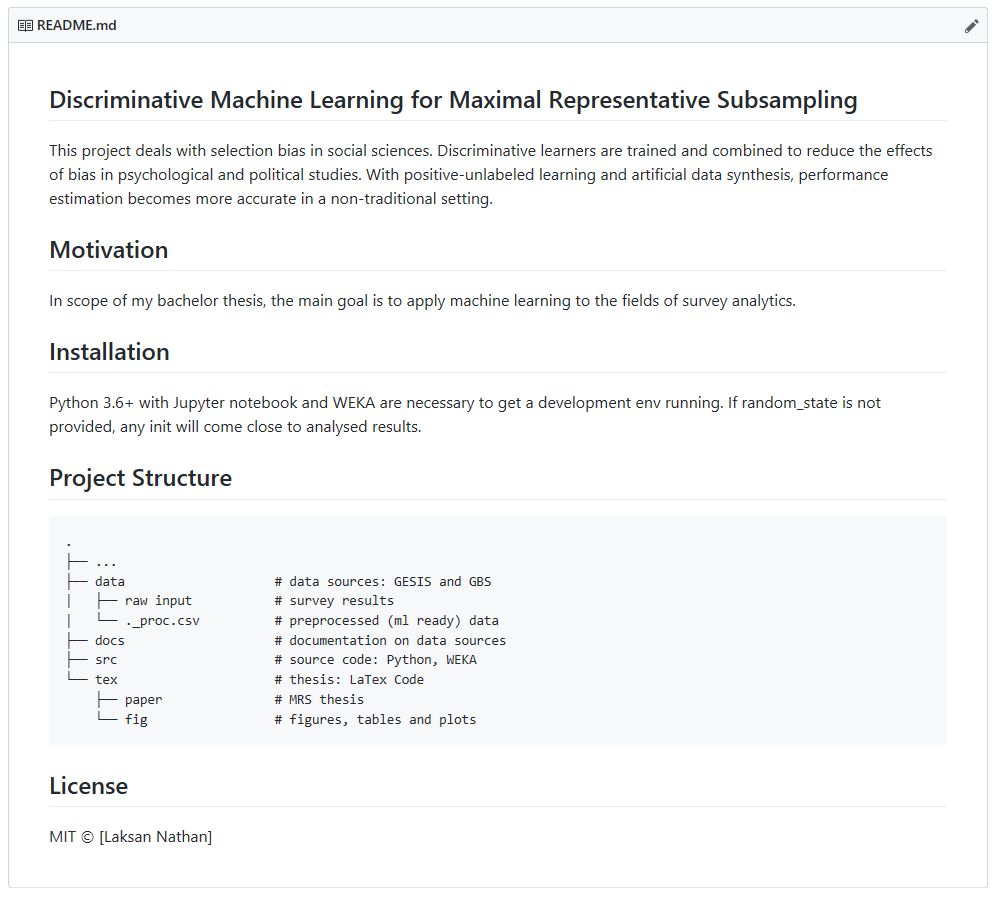 README.md
Discriminative Machine Learning for Maximal Representative Subsampling
This project deals with selection bias in social sciences. Discriminative learners are trained and combined to reduce the effects
of bias in psychological and political studies. With positive-unlabeled learning and artificial data synthesis, performance
estimation becomes more accurate in a non-traditional setting.
Motivation
In scope of my bachelor thesis, the main goal is to apply machine learning to the fields of survey analytics.
Installation
Python 3.6+ with Jupyter notebook and WEKA are necessary to get a development env running. If random_state is not
provided, any init will come close to analysed results.
Project Structure
.
├── ...
├── data                    # data sources: GESIS and GBS
│   ├── raw input           # survey results
│   └── ._proc.csv          # preprocessed (ml ready) data
├── docs                    # documentation on data sources
├── src                     # source code: Python, WEKA
└── tex                     # thesis: LaTex Code
    ├── paper               # MRS thesis
    └── fig                 # figures, tables and plots
License
MIT © [Laksan Nathan]